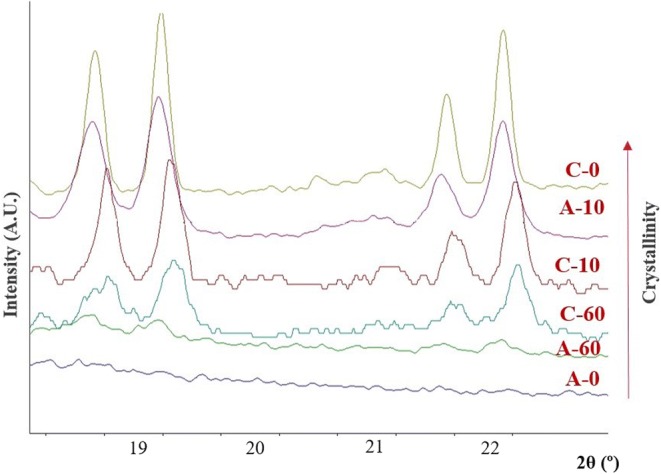 Intensity (A.U.)
C-0
A-10
C-10
C-60
A-60
A-0
Crystallinity
19
20
21
22
2θ (º)